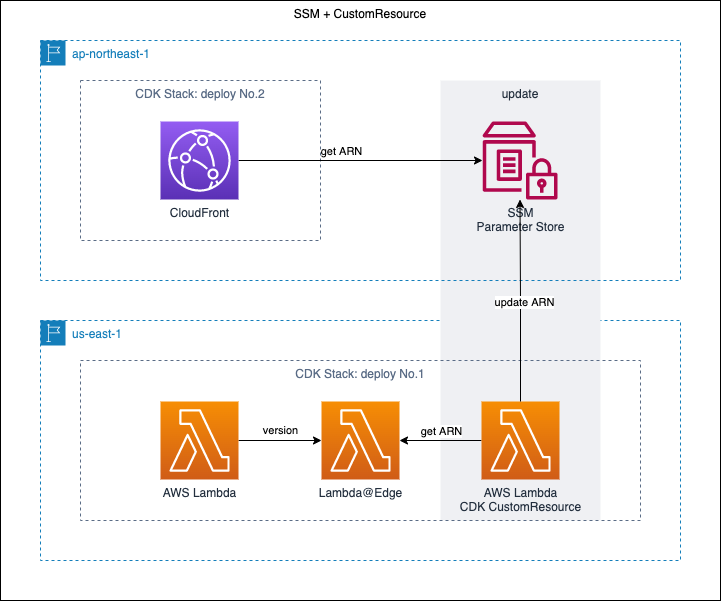 SSM + CustomResource
ap-northeast-1
CDK Stack: deploy No.2
update
get ARN
CloudFront
SSM
Parameter Store
update ARN
us-east-1
CDK Stack: deploy No.1
version
get ARN
AWS Lambda
Lambda@Edge
AWS Lambda
CDK CustomResource